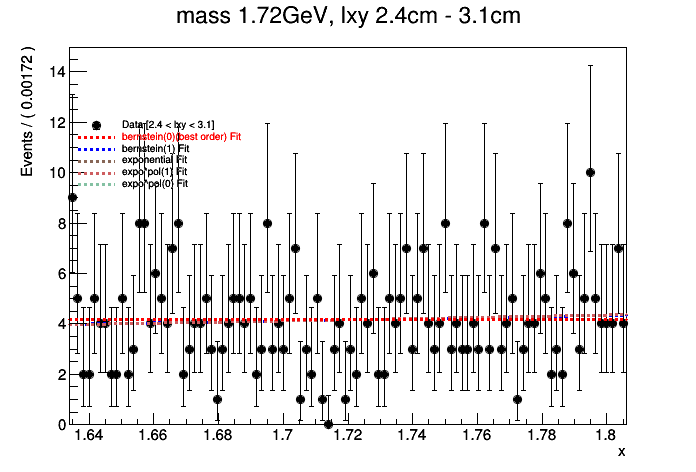 mass 1.72GeV, lxy 2.4cm - 3.1cm
Events / ( 0.00172 )
14
12
10
8
6
4
2
0
Data [2.4 < lxy < 3.1]
bernstein(0)(best order) Fit
bernstein(1) Fit
exponential Fit
expo*pol(1) Fit
expo*pol(0) Fit
1.64 1.66 1.68 1.7 1.72 1.74 1.76 1.78 1.8
x